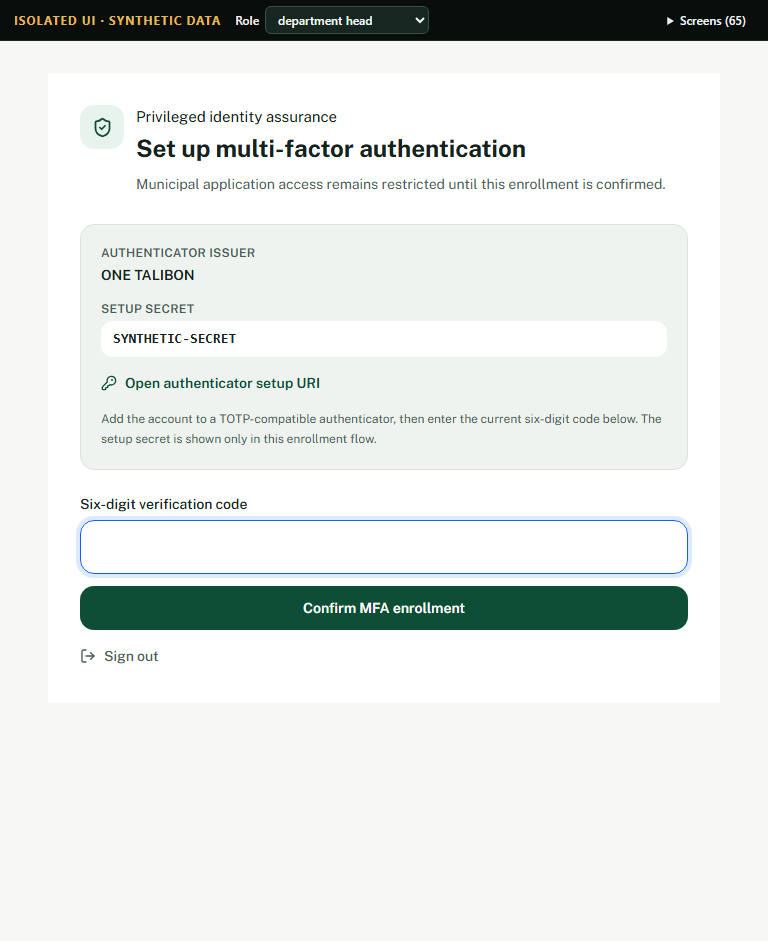 ISOLATED UI · SYNTHETIC DATA Role department head ▶ Screens (65)
Privileged identity assurance
Set up multi-factor authentication
Municipal application access remains restricted until this enrollment is confirmed.
AUTHENTICATOR ISSUER
ONE TALIBON
SETUP SECRET
SYNTHETIC-SECRET
Open authenticator setup URI
Add the account to a TOTP-compatible authenticator, then enter the current six-digit code below. The
setup secret is shown only in this enrollment flow.
Six-digit verification code
Confirm MFA enrollment
Sign out